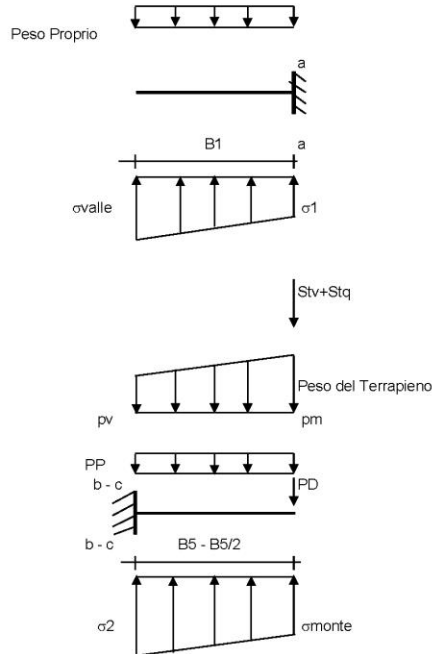 Peso Proprio
a
B1
a
σvalle
σ1
Stv+Stq
Peso del Terrapieno
pv
pm
PP
PD
b - c
b - c
B5 - B5/2
σ2
σmonte